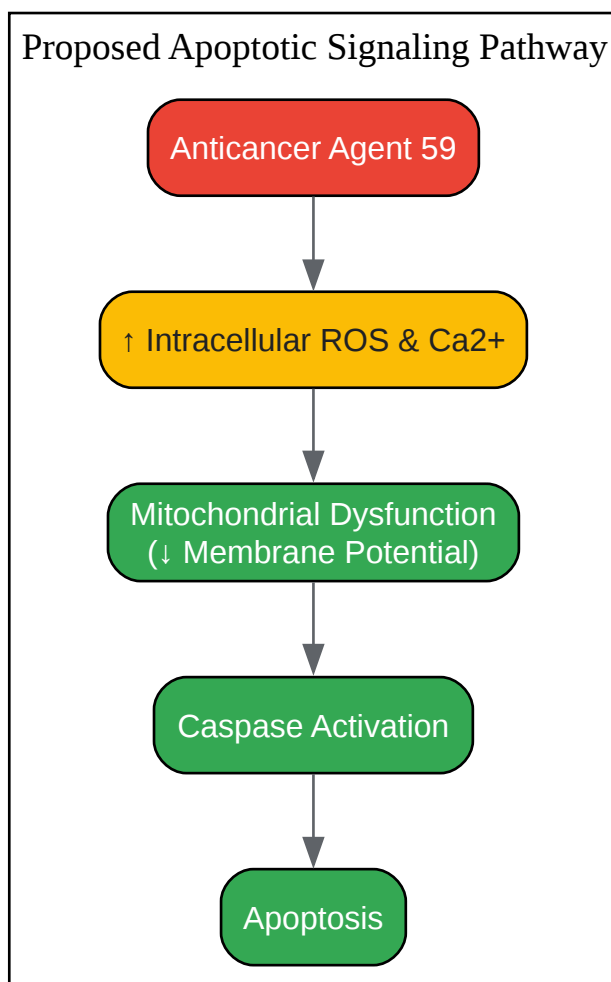 Proposed Apoptotic Signaling Pathway
Anticancer Agent 59
↑ Intracellular ROS & Ca2+
Mitochondrial Dysfunction
(↓ Membrane Potential)
Caspase Activation
Apoptosis